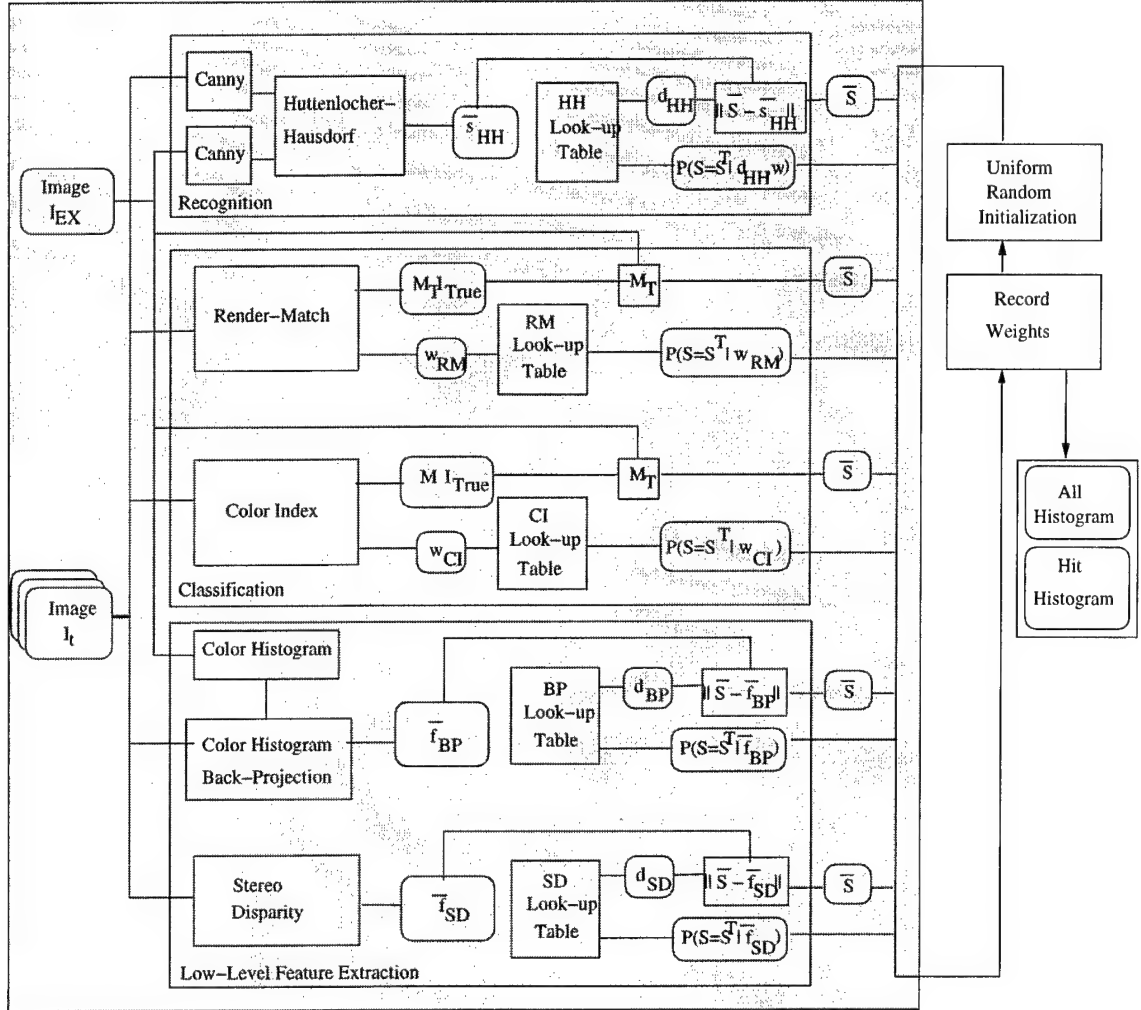 Canny
Canny
Huttenlocher–
Hausdorf
s̅HH
HH
Look–up
Table
dHH
|| S̅ – s̅HH ||
S̅
P(S=S^T | dHH w)
Recognition
Image
IEX
Uniform
Random
Initialization
Record
Weights
All
Histogram
Hit
Histogram
Render–Match
MT ITrue
MT
S̅
wRM
RM
Look–up
Table
P(S=S^T | wRM)
Color Index
M ITrue
MT
S̅
wCI
CI
Look–up
Table
P(S=S^T | wCI)
Classification
Image
It
Color Histogram
Color Histogram
Back–Projection
f̅BP
BP
Look–up
Table
dBP
|| S̅ – f̅BP ||
S̅
P(S=S^T | f̅BP)
Stereo
Disparity
f̅SD
SD
Look–up
Table
dSD
|| S̅ – f̅SD ||
S̅
P(S=S^T | f̅SD)
Low–Level Feature Extraction